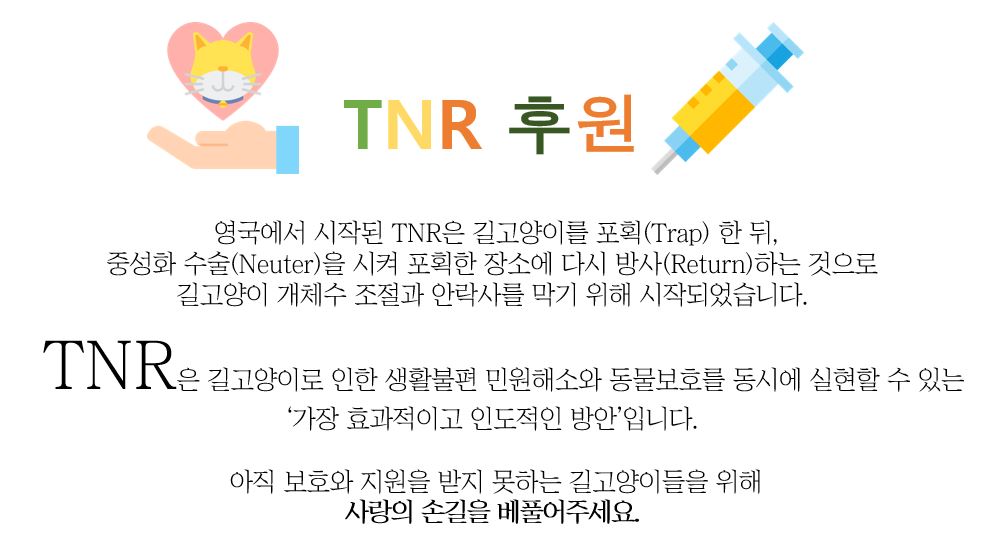 TNR 후원
영국에서 시작된 TNR은 길고양이를 포획(Trap) 한 뒤,
중성화 수술(Neuter)을 시켜 포획한 장소에 다시 방사(Return)하는 것으로
길고양이 개체수 조절과 안락사를 막기 위해 시작되었습니다.
TNR은 길고양이로 인한 생활불편 민원해소와 동물보호를 동시에 실현할 수 있는
‘가장 효과적이고 인도적인 방안’입니다.
아직 보호와 지원을 받지 못하는 길고양이들을 위해
사랑의 손길을 베풀어주세요.